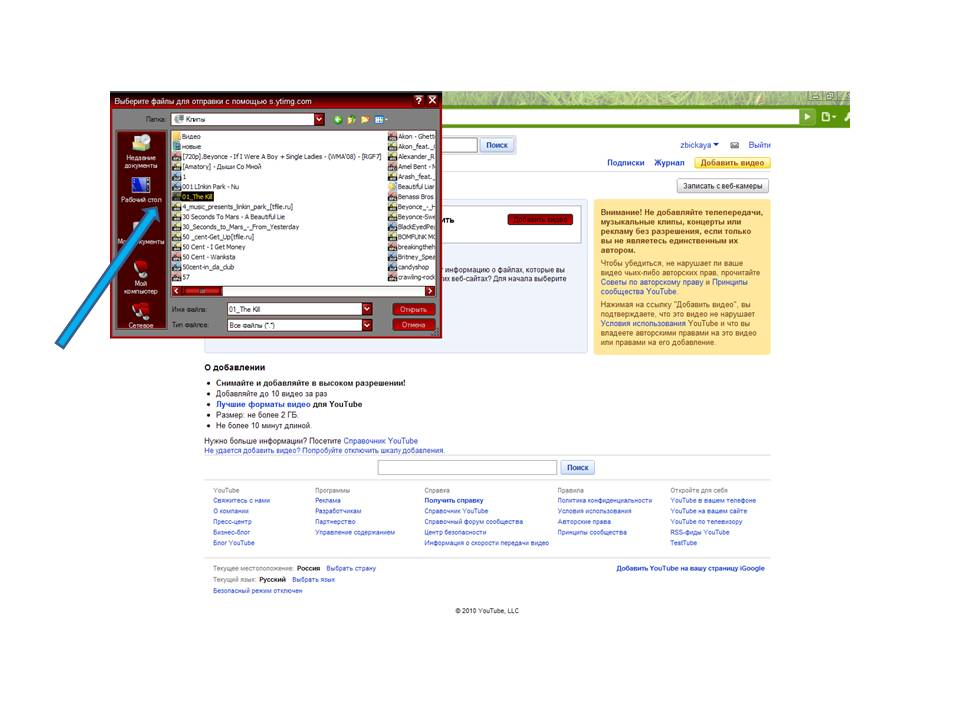 Выберите файлы для отправки с помощью s.ytimg.com
Папка: Клипы
Недавние документы
Рабочий стол
Мои документы
Мой компьютер
Сетевое
Видео
новые
[720p].Beyonce - If I Were A Boy + Single Ladies - (WMA'08) - [RGF7]
[Amatory] - Дыши Со Мной
1
001 LInkin Park - Nu
01_The Kill
4_music_presents_linkin_park_[tfile.ru]
30 Seconds To Mars - A Beautiful Lie
30_Seconds_to_Mars_-_From_Yesterday
50 _cent-Get_Up[tfile.ru]
50 Cent - I Get Money
50 Cent - Wanksta
50cent-in_da_club
57
Akon - Ghett
Akon_feat._
Alexander_R
Amel Bent - N
Arash_feat._
Beautiful Liar
Benassi Bros
Beyonce_-_
Beyonce-Swe
BlackEyedPe
BOMFUNK MC
breakingtheh
Britney_Spea
candyshop
crawling-rock
Имя файла: 01_The Kill
Тип файлов: Все файлы (*.*)
Открыть
Отмена
Поиск
zbickaya Выйти
Подписки Журнал Добавить видео
Записать с веб-камеры
ить Добавить видео
информацию о файлах, которые вы
их веб-сайтах? Для начала выберите
Внимание! Не добавляйте телепередачи,
музыкальные клипы, концерты или
рекламу без разрешения, если только
вы не являетесь единственным их
автором.
Чтобы убедиться, не нарушает ли ваше
видео чьих-либо авторских прав, прочитайте
Советы по авторскому праву и Принципы
сообщества YouTube.
Нажимая на ссылку "Добавить видео", вы
подтверждаете, что это видео не нарушает
Условия использования YouTube и что вы
владеете авторскими правами на это видео
или правами на его добавление.
О добавлении
Снимайте и добавляйте в высоком разрешении!
Добавляйте до 10 видео за раз
Лучшие форматы видео для YouTube
Размер: не более 2 ГБ.
Не более 10 минут длиной.
Нужно больше информации? Посетите Справочник YouTube
Не удается добавить видео? Попробуйте отключить шкалу добавления.
Поиск
YouTube
Свяжитесь с нами
О компании
Пресс-центр
Бизнес-блог
Блог YouTube
Программы
Реклама
Разработчикам
Партнерство
Управление содержанием
Справка
Получить справку
Справочник YouTube
Справочный форум сообщества
Центр безопасности
Информация о скорости передачи видео
Правила
Политика конфиденциальности
Условия использования
Авторские права
Принципы сообщества
Откройте для себя
YouTube в вашем телефоне
YouTube на вашем сайте
YouTube по телевизору
RSS-фиды YouTube
TestTube
Текущее местоположение: Россия Выбрать страну
Текущий язык: Русский Выбрать язык
Безопасный режим отключен
Добавить YouTube на вашу страницу iGoogle
© 2010 YouTube, LLC